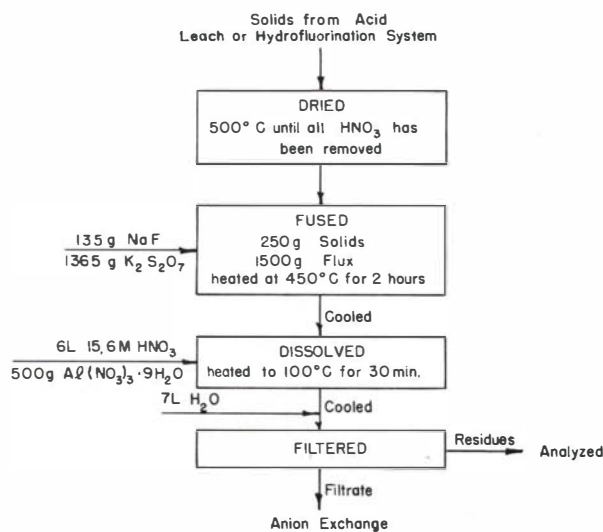 Solids from Acid
Leach or Hydrofluorination System
DRIED
500° C until all HNO₃ has
been removed
135 g NaF
1365 g K₂S₂O₇
FUSED
250 g Solids
1500 g Flux
heated at 450°C for 2 hours
Cooled
6L 15,6 M HNO₃
500g Al(NO₃)₃·9H₂O
DISSOLVED
heated to 100°C for 30 min.
7L H₂O
Cooled
FILTERED
Residues
Analyzed
Filtrate
Anion Exchange